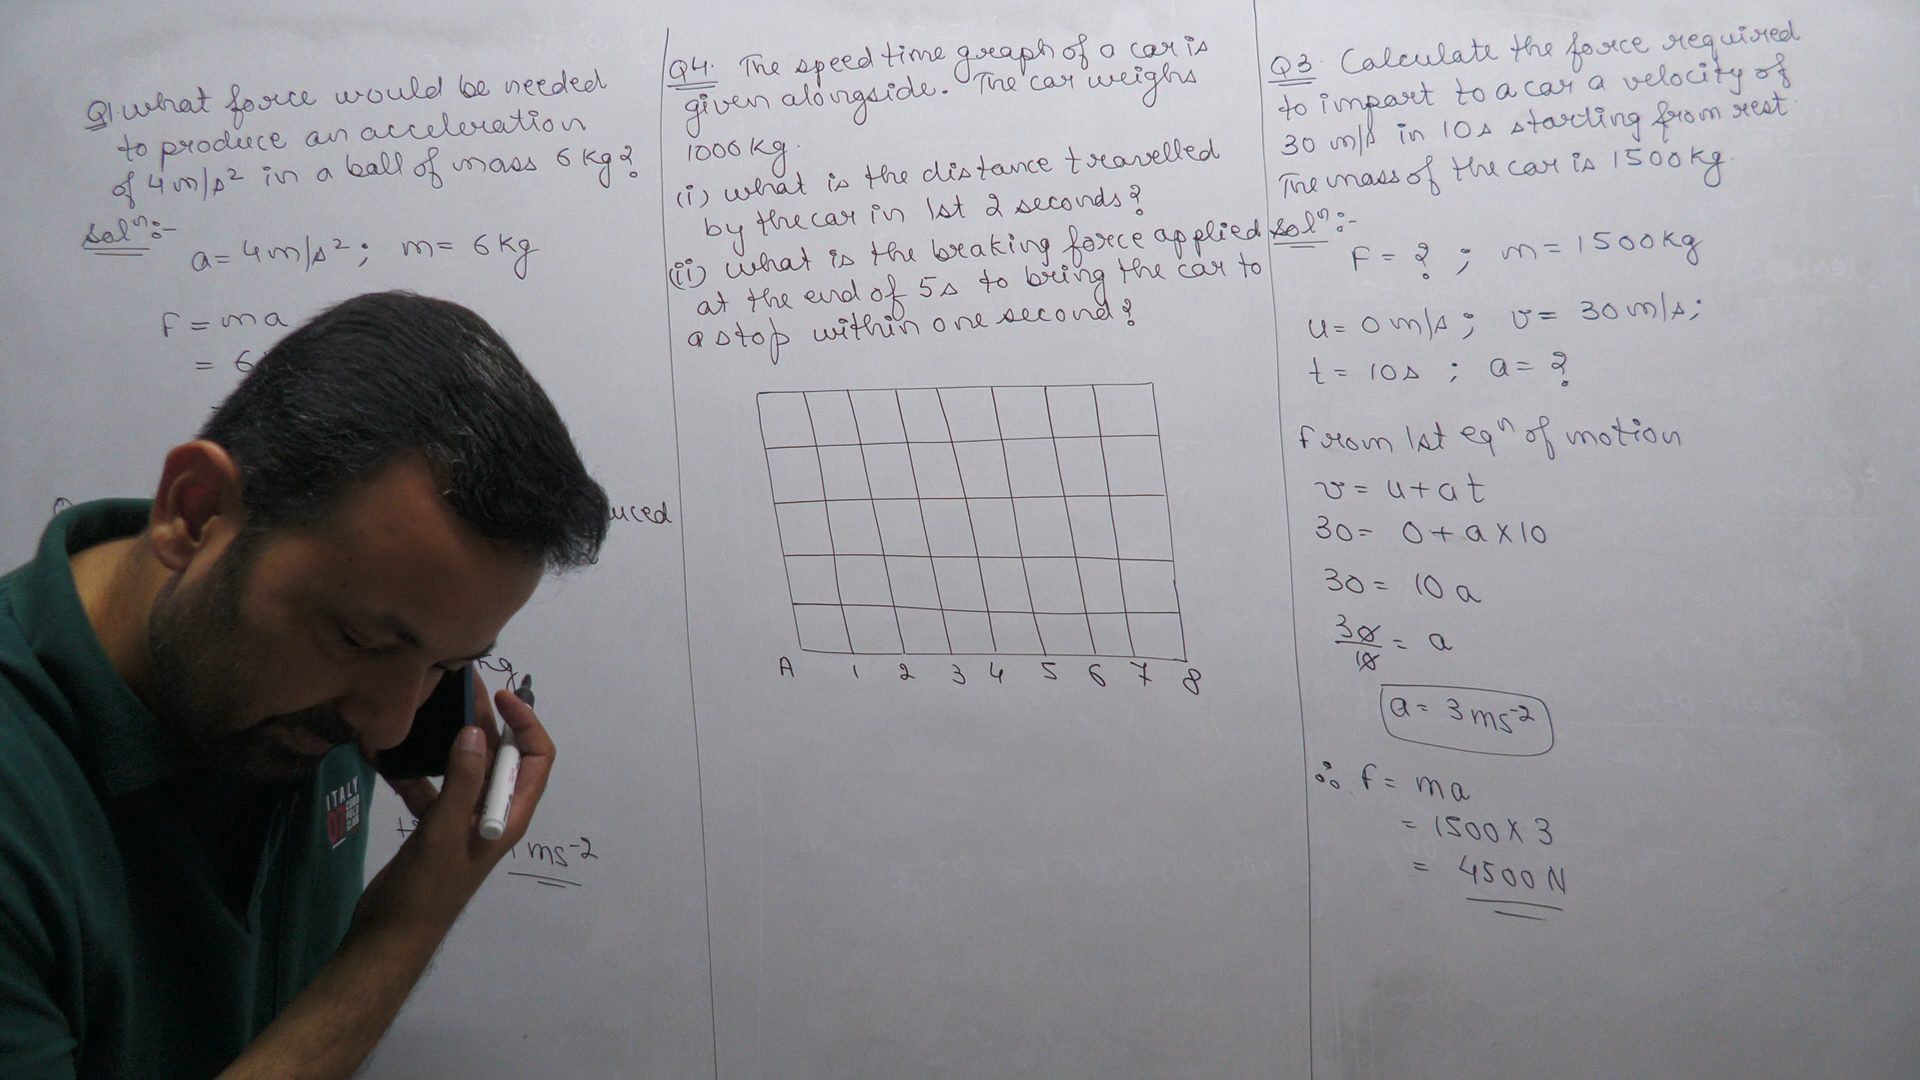 Q1. What force would be needed
to produce an acceleration
of 4m/s² in a ball of mass 6 kg?
Solⁿ:-
a = 4m/s²; m = 6 kg
F = ma
= 6
uced
kg
ms⁻²
ITALY
Q4. The speed time graph of a car is
given alongside. The car weighs
1000 kg.
(i) What is the distance travelled
by the car in 1st 2 seconds?
(ii) What is the braking force applied
at the end of 5s to bring the car to
a stop within one second?
A 1 2 3 4 5 6 7 8
Q3. Calculate the force required
to impart to a car a velocity of
30 m/s in 10s starting from rest.
The mass of the car is 1500 kg.
Solⁿ:-
F = ? ; m = 1500 kg
u = 0 m/s ; v = 30 m/s;
t = 10s ; a = ?
From 1st eqⁿ of motion
v = u + at
30 = 0 + a x 10
30 = 10 a
30/10 = a
a = 3 ms⁻²
∴ F = ma
= 1500 x 3
= 4500 N